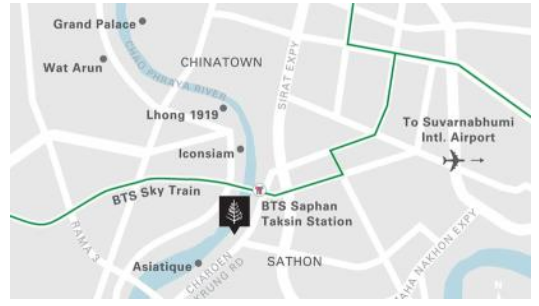 Grand Palace
CHAO PHRAYA RIVER
Wat Arun
CHINATOWN
SIRAT EXPY
Lhong 1919
To Suvarnabhumi
Intl. Airport
Iconsiam
BTS Sky Train
BTS Saphan
Taksin Station
RAMA 3
Asiatique
CHAROEN
KRUNG RD
SATHON
AHA NAKHON EXPY
N